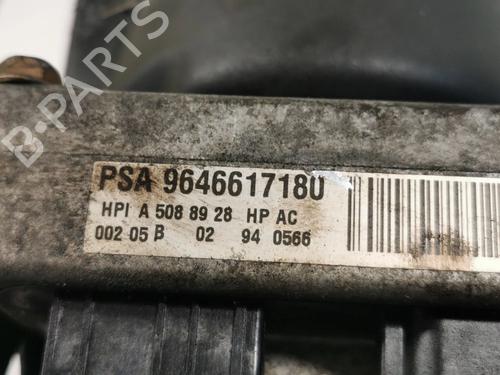 B-PARTS
PSA 9646617180
HPI A 508 89 28 HP AC
002 05 B 02 94 0566